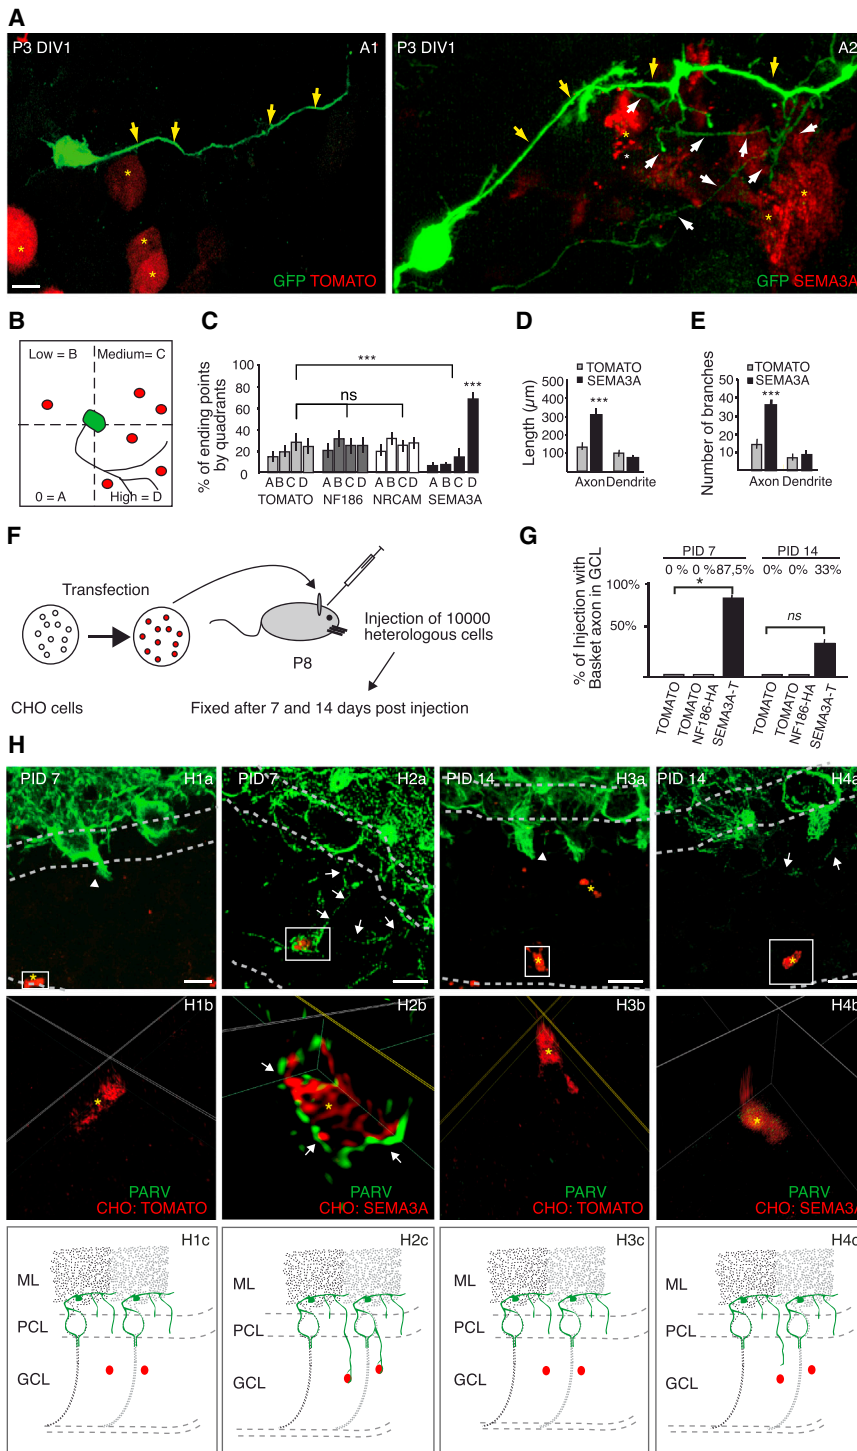 A
P3 DIV1 A1
GFP TOMATO
P3 DIV1 A2
GFP SEMA3A
B
Low = B Medium= C
0 = A High = D
C
% of ending points
by quadrants
100
80
60
40
20
0
***
ns
***
A B C D A B C D A B C D A B C D
TOMATO NF186 NRCAM SEMA3A
D
TOMATO
SEMA3A
Length (µm)
500
400
300
200
100
***
Axon Dendrite
E
TOMATO
SEMA3A
Number of branches
50
40
30
20
10
***
Axon Dendrite
F
Transfection
CHO cells
P8
Injection of 10000
heterologous cells
Fixed after 7 and 14 days post injection
G
PID 7 PID 14
0 % 0 % 87,5% 0% 0% 33%
% of Injection with
Basket axon in GCL
100%
50%
*
ns
TOMATO
TOMATO
NF186-HA
SEMA3A-T
TOMATO
TOMATO
NF186-HA
SEMA3A-T
H
PID 7 H1a
PID 7 H2a
PID 14 H3a
PID 14 H4a
H1b
PARV
CHO: TOMATO
H2b
PARV
CHO: SEMA3A
H3b
PARV
CHO: TOMATO
H4b
PARV
CHO: SEMA3A
H1c
ML
PCL
GCL
H2c
ML
PCL
GCL
H3c
ML
PCL
GCL
H4c
ML
PCL
GCL